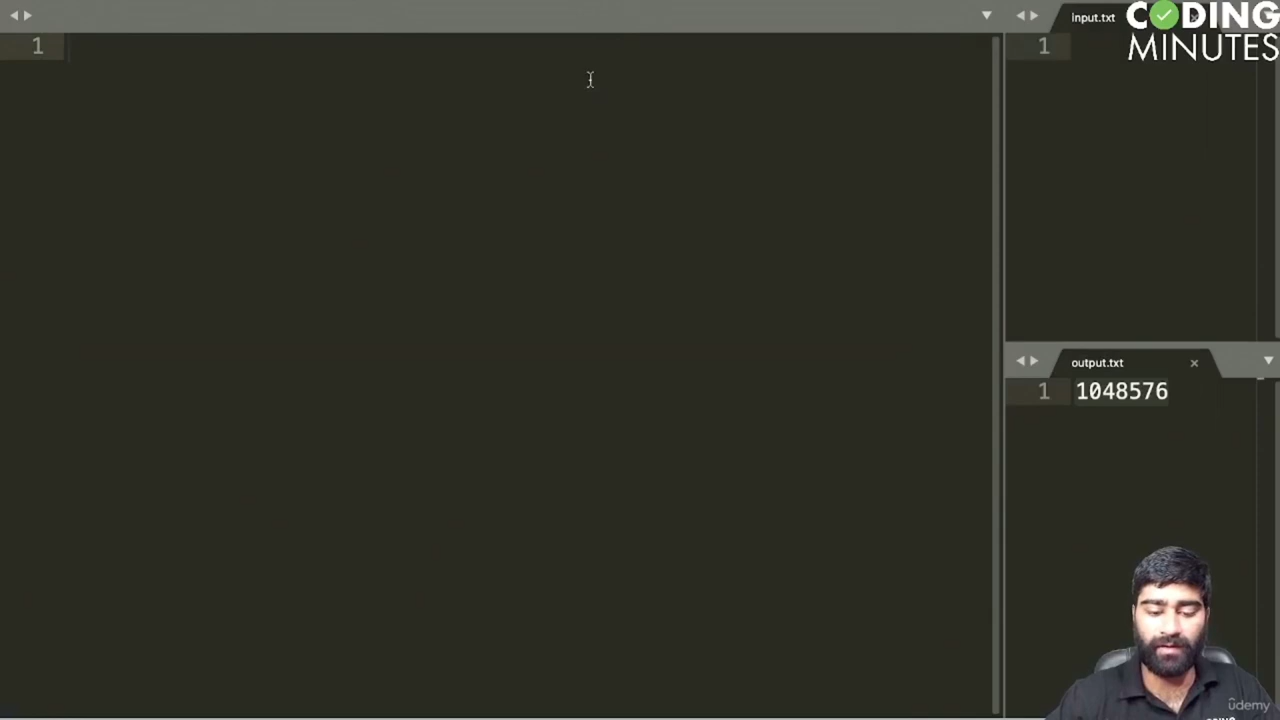 1
input.txt
1
CODING
MINUTES
output.txt
1 1048576
udemy